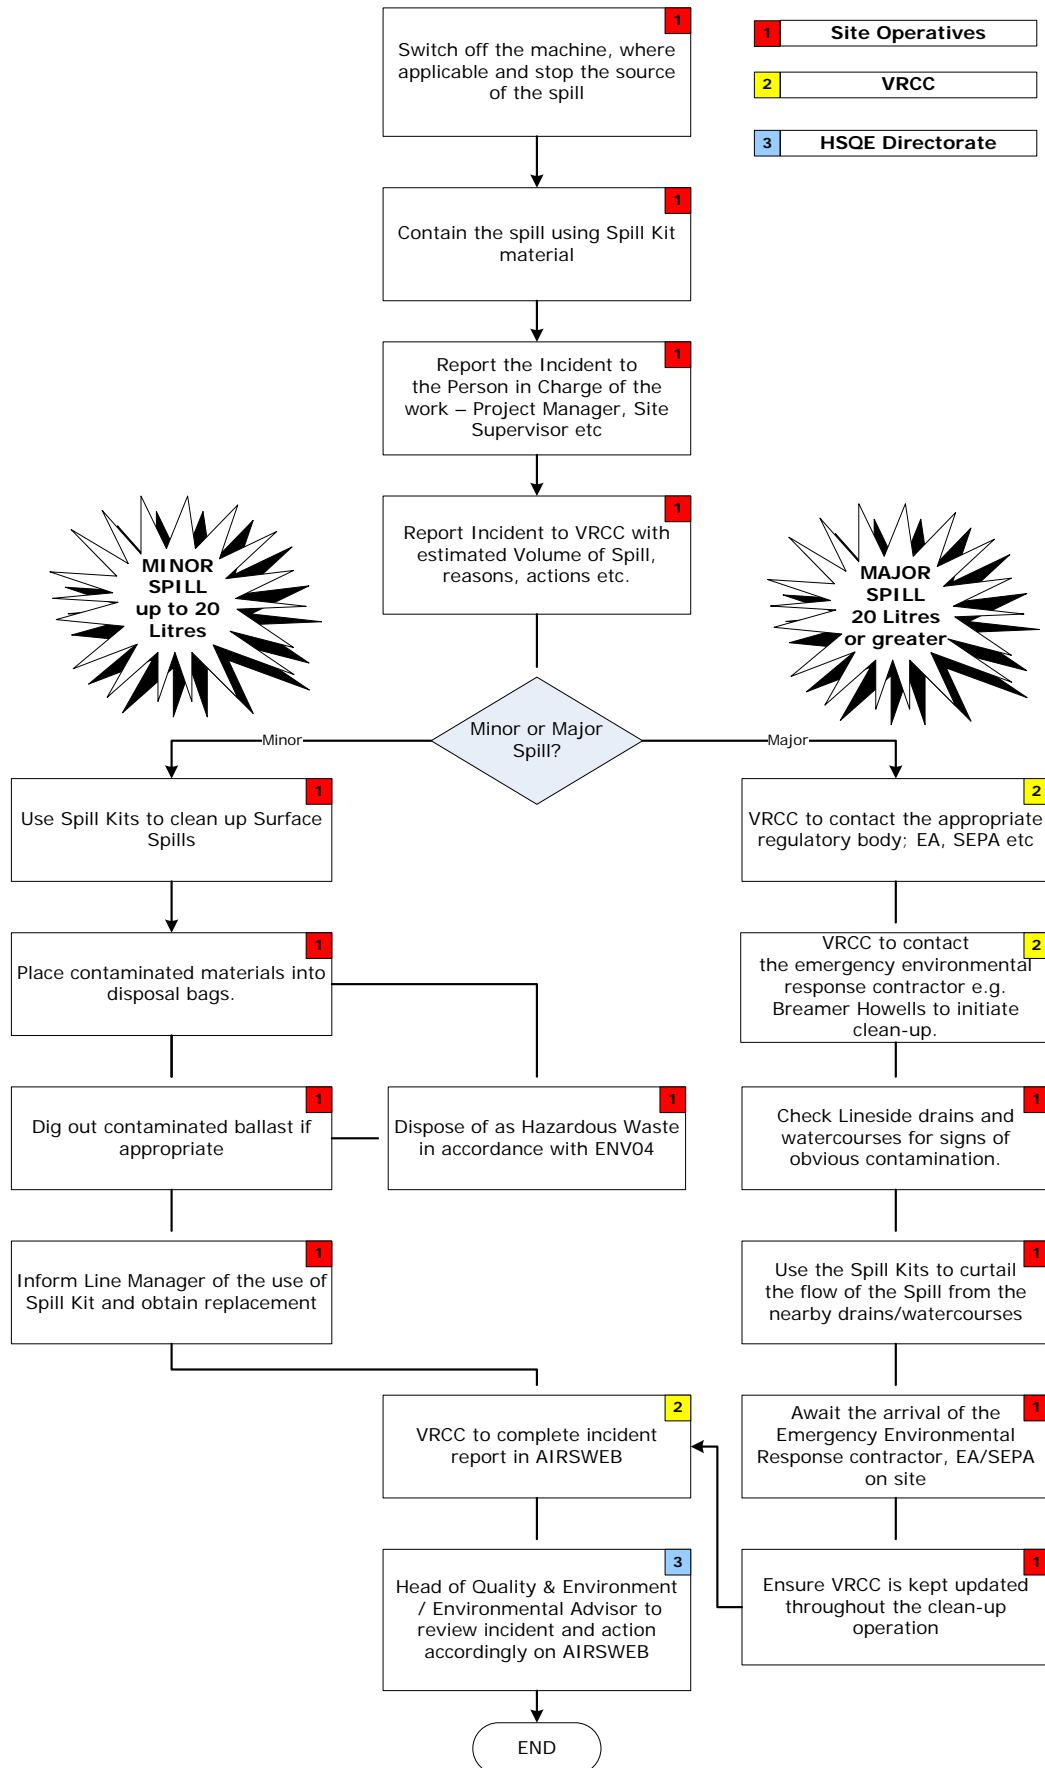 1
Switch off the machine, where
applicable and stop the source
of the spill
1 Site Operatives
2 VRCC
3 HSQE Directorate
1
Contain the spill using Spill Kit
material
1
Report the Incident to
the Person in Charge of the
work – Project Manager, Site
Supervisor etc
1
Report Incident to VRCC with
estimated Volume of Spill,
reasons, actions etc.
MINOR
SPILL
up to 20
Litres
MAJOR
SPILL
20 Litres
or greater
Minor or Major
Spill?
Minor
Major
1
Use Spill Kits to clean up Surface
Spills
2
VRCC to contact the appropriate
regulatory body; EA, SEPA etc
1
Place contaminated materials into
disposal bags.
2
VRCC to contact
the emergency environmental
response contractor e.g.
Breamer Howells to initiate
clean-up.
1
Dig out contaminated ballast if
appropriate
1
Dispose of as Hazardous Waste
in accordance with ENV04
1
Check Lineside drains and
watercourses for signs of
obvious contamination.
1
Inform Line Manager of the use of
Spill Kit and obtain replacement
1
Use the Spill Kits to curtail
the flow of the Spill from the
nearby drains/watercourses
2
VRCC to complete incident
report in AIRSWEB
1
Await the arrival of the
Emergency Environmental
Response contractor, EA/SEPA
on site
3
Head of Quality & Environment
/ Environmental Advisor to
review incident and action
accordingly on AIRSWEB
1
Ensure VRCC is kept updated
throughout the clean-up
operation
END